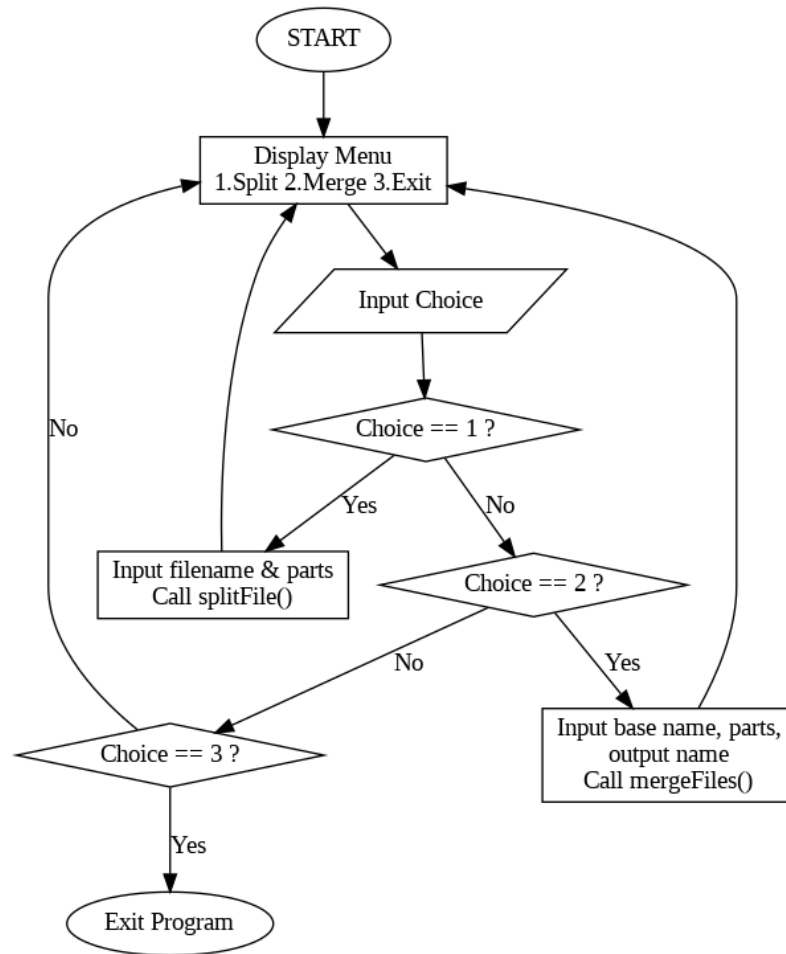 START
Display Menu
1.Split 2.Merge 3.Exit
Input Choice
No
Choice == 1 ?
Yes
No
Input filename & parts
Call splitFile()
Choice == 2 ?
No
Yes
Input base name, parts,
output name
Call mergeFiles()
Choice == 3 ?
Yes
Exit Program